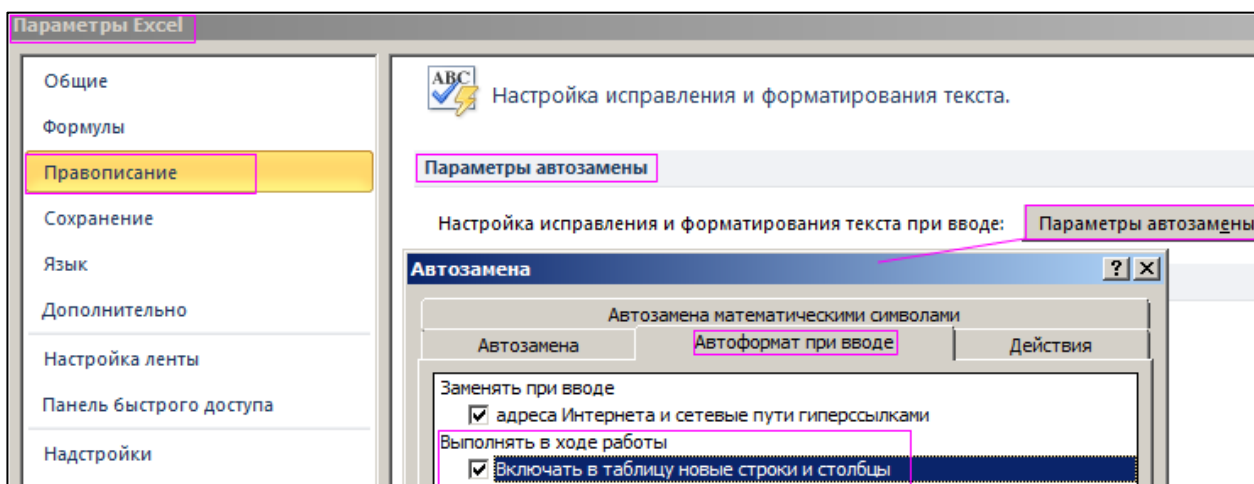 Параметры Excel
Общие
Формулы
Правописание
Сохранение
Язык
Дополнительно
Настройка ленты
Панель быстрого доступа
Надстройки
ABC
Настройка исправления и форматирования текста.
Параметры автозамены
Настройка исправления и форматирования текста при вводе: Параметры автозамены
Автозамена ? X
Автозамена математическими символами
Автозамена Автоформат при вводе Действия
Заменять при вводе
адреса Интернета и сетевые пути гиперссылками
Выполнять в ходе работы
Включать в таблицу новые строки и столбцы